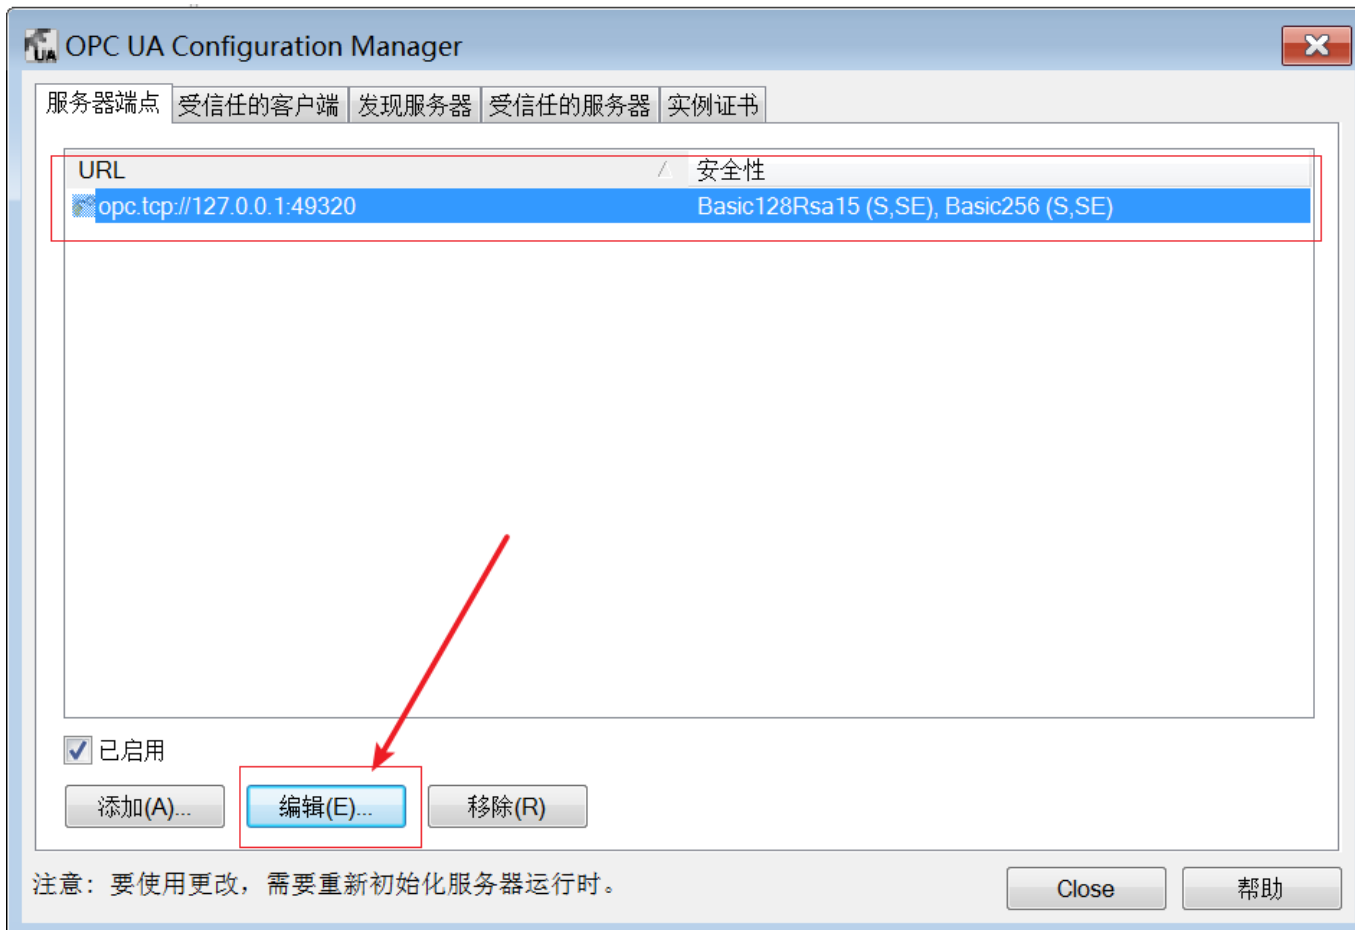 OPC UA Configuration Manager
服务器端点 受信任的客户端 发现服务器 受信任的服务器 实例证书
URL 安全性
opc.tcp://127.0.0.1:49320 Basic128Rsa15 (S,SE), Basic256 (S,SE)
已启用
添加(A)... 编辑(E)... 移除(R)
注意: 要使用更改，需要重新初始化服务器运行时。
Close 帮助